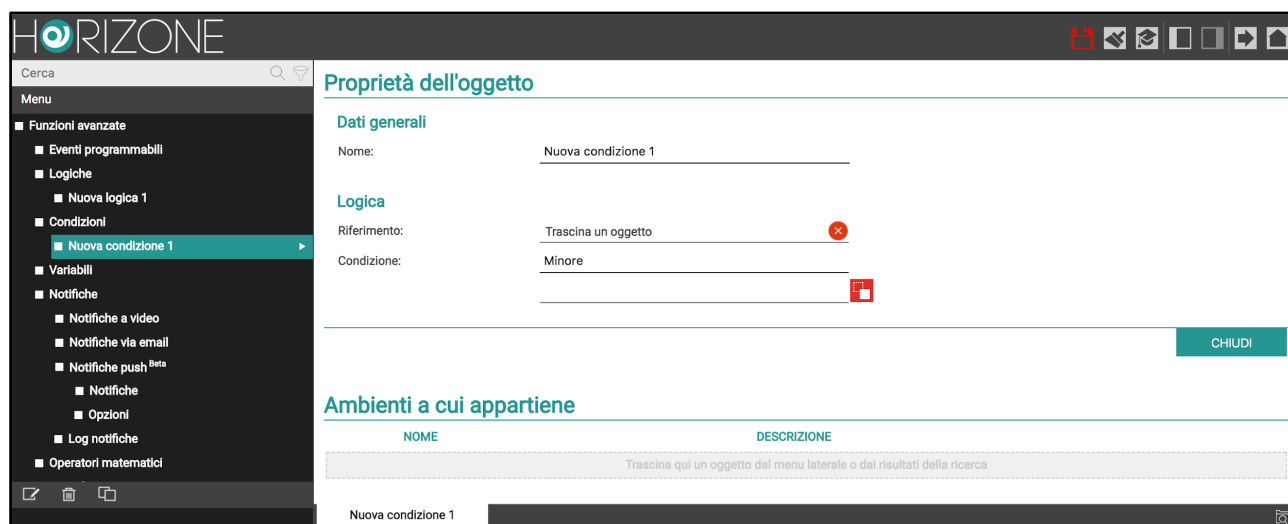 HORIZONE
Cerca
Menu
Funzioni avanzate
Eventi programmabili
Logiche
Nuova logica 1
Condizioni
Nuova condizione 1
Variabili
Notifiche
Notifiche a video
Notifiche via email
Notifiche push Beta
Notifiche
Opzioni
Log notifiche
Operatori matematici
Proprietà dell'oggetto
Dati generali
Nome: Nuova condizione 1
Logica
Riferimento: Trascina un oggetto
Condizione: Minore
CHIUDI
Ambienti a cui appartiene
NOME DESCRIZIONE
Trascina qui un oggetto dal menu laterale o dai risultati della ricerca
Nuova condizione 1